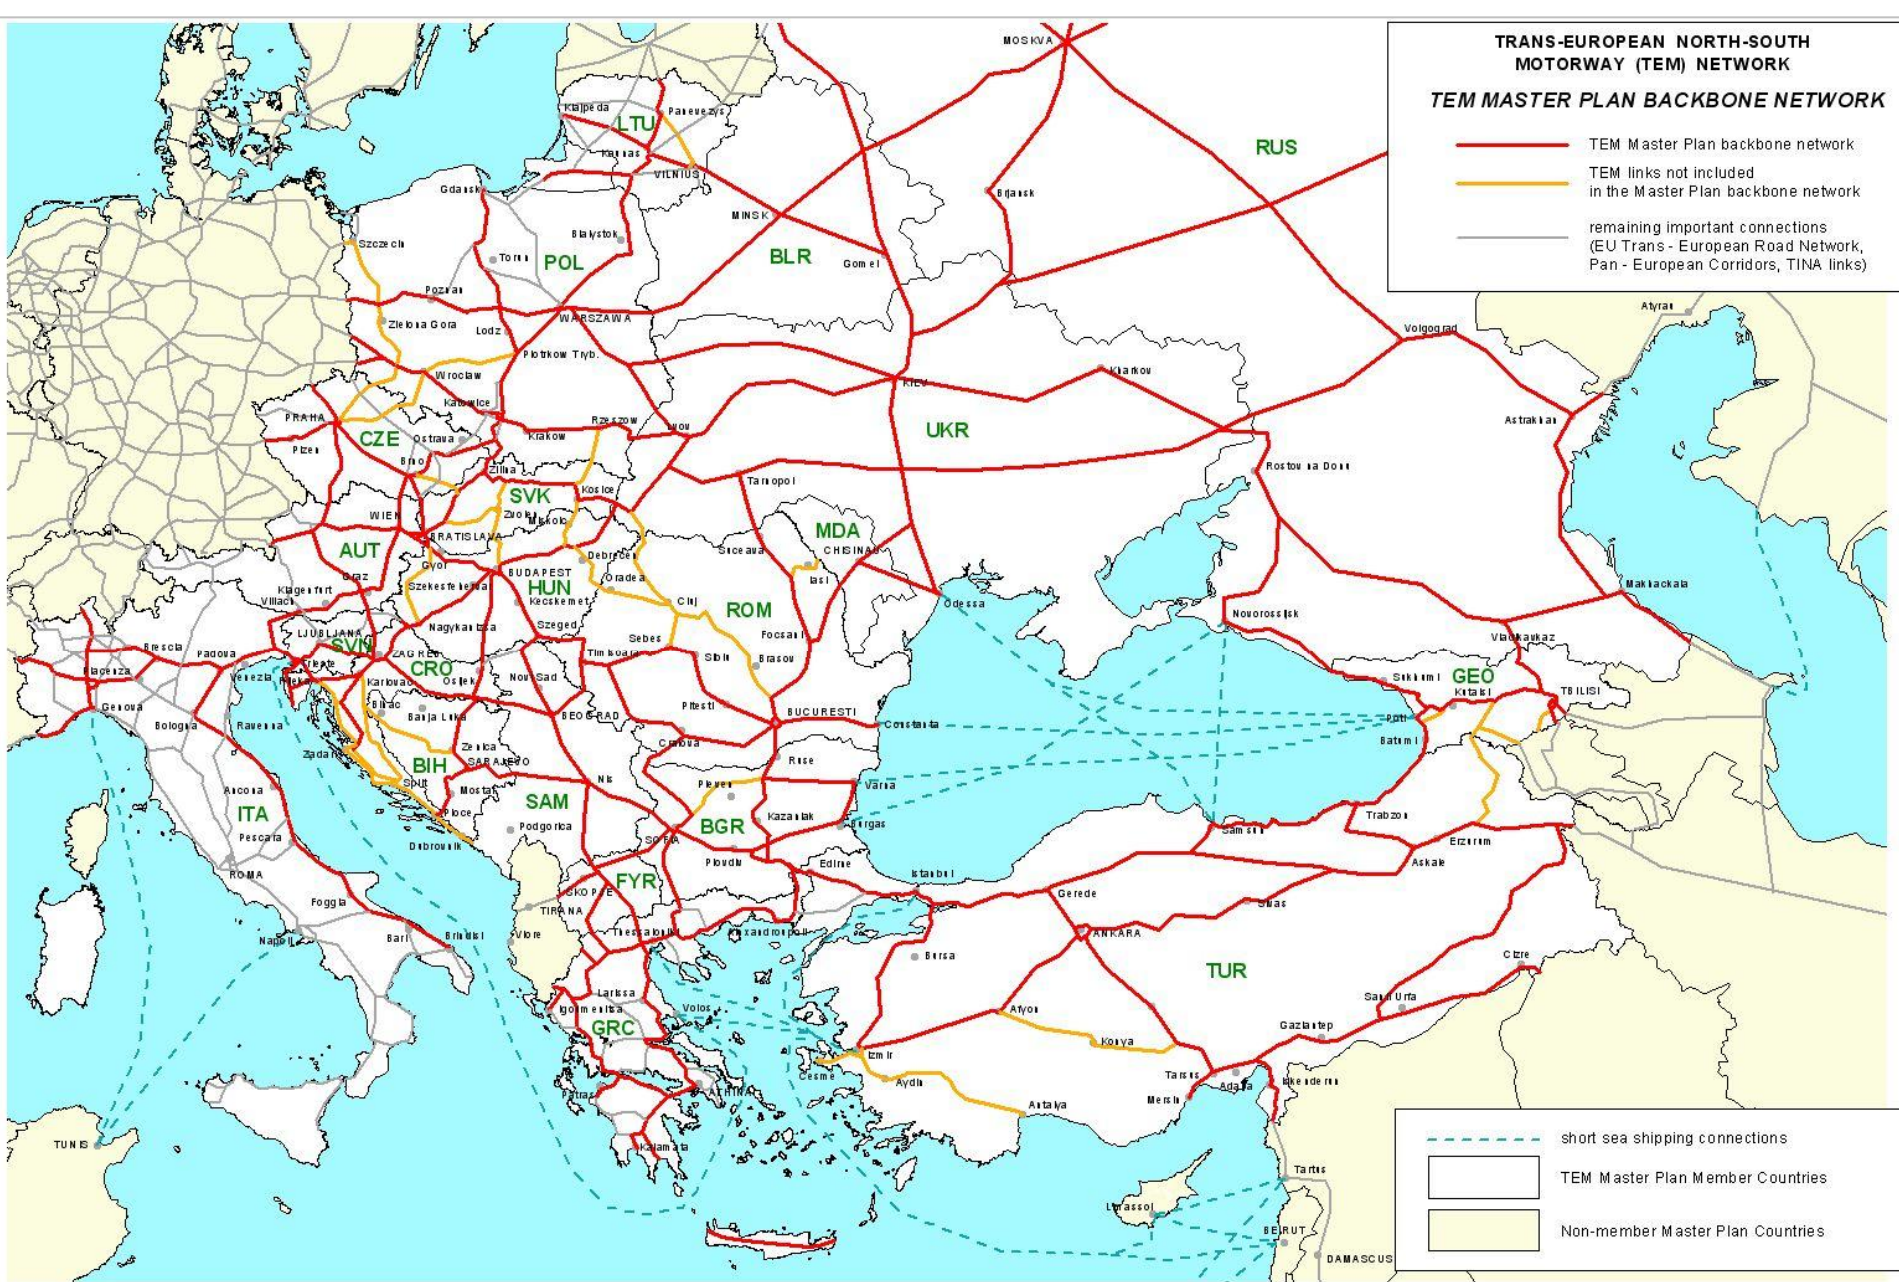 TRANS-EUROPEAN NORTH-SOUTH
MOTORWAY (TEM) NETWORK
TEM MASTER PLAN BACKBONE NETWORK
TEM Master Plan backbone network
TEM links not included
in the Master Plan backbone network
remaining important connections
(EU Trans - European Road Network,
Pan - European Corridors, TINA links)
MOSKVA
RUS
Klajpeda
Panevezys
LTU
Kaunas
VILNIUS
Gdansk
Brjansk
MINSK
Bialystok
Szczecin
Torun
POL
BLR
Gomel
Poznan
Atyrau
Zielona Gora
Lodz
WARSZAWA
Volgograd
Piotrkow Tryb.
Wroclaw
KIEV
Kharkov
Katowice
PRAHA
Rzeszow
Lvov
Astrakhan
CZE
Ostrava
Krakow
UKR
Plzen
Brno
Zilina
Rostov na Donu
Tarnopol
SVK
Kosice
WIEN
Zvolen
Miskolc
MDA
BRATISLAVA
AUT
Suceava
CHISINAU
Gyor
Debrecen
Iasi
Graz
BUDAPEST
Oradea
Makhackala
Klagenfurt
Szekesfehervar
HUN
Villach
Kecskemet
Cluj
ROM
Odessa
Novorossijsk
Nagykanizsa
Szeged
LJUBLJANA
SVN
Sebes
Focsani
Vladikavkaz
Brescia
Padova
ZAGREB
Timisoara
Sibiu
Brasov
Piacenza
Trieste
CRO
Venezia
Rijeka
Karlovac
Osijek
Novi Sad
Sukhumi
GEO
Kutaisi
TBILISI
Genova
Bihac
Banja Luka
Pitesti
BUCURESTI
Poti
Bologna
Ravenna
BEOGRAD
Constanta
Craiova
Batumi
Zadar
Zenica
SARAJEVO
BIH
Ruse
Split
Nis
Pleven
Varna
Ancona
Mostar
SAM
ITA
Ploce
Kazanlak
Burgas
Trabzon
Pescara
Podgorica
BGR
Samsun
Dubrovnik
SOFIA
Erzurum
Plovdiv
Edirne
Askale
ROMA
FYR
Istanbul
SKOPJE
Gerede
Foggia
TIRANA
Sivas
Napoli
Bari
Brindisi
Vlore
Thessaloniki
Alexandroupoli
ANKARA
Bursa
Cizre
TUR
Larissa
Sanli Urfa
Igoumenitsa
Volos
Afyon
GRC
Gaziantep
Izmir
Konya
Cesme
Aydin
Tarsus
Adana
Iskenderun
Patras
ATHINAI
Mersin
Antalya
TUNIS
Kalamata
short sea shipping connections
Tartus
TEM Master Plan Member Countries
Limassol
BEIRUT
Non-member Master Plan Countries
DAMASCUS